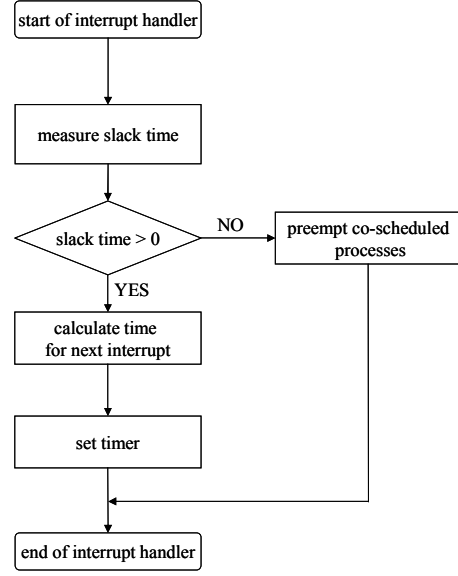 start of interrupt handler
measure slack time
slack time > 0
NO
preempt co-scheduled
processes
YES
calculate time
for next interrupt
set timer
end of interrupt handler